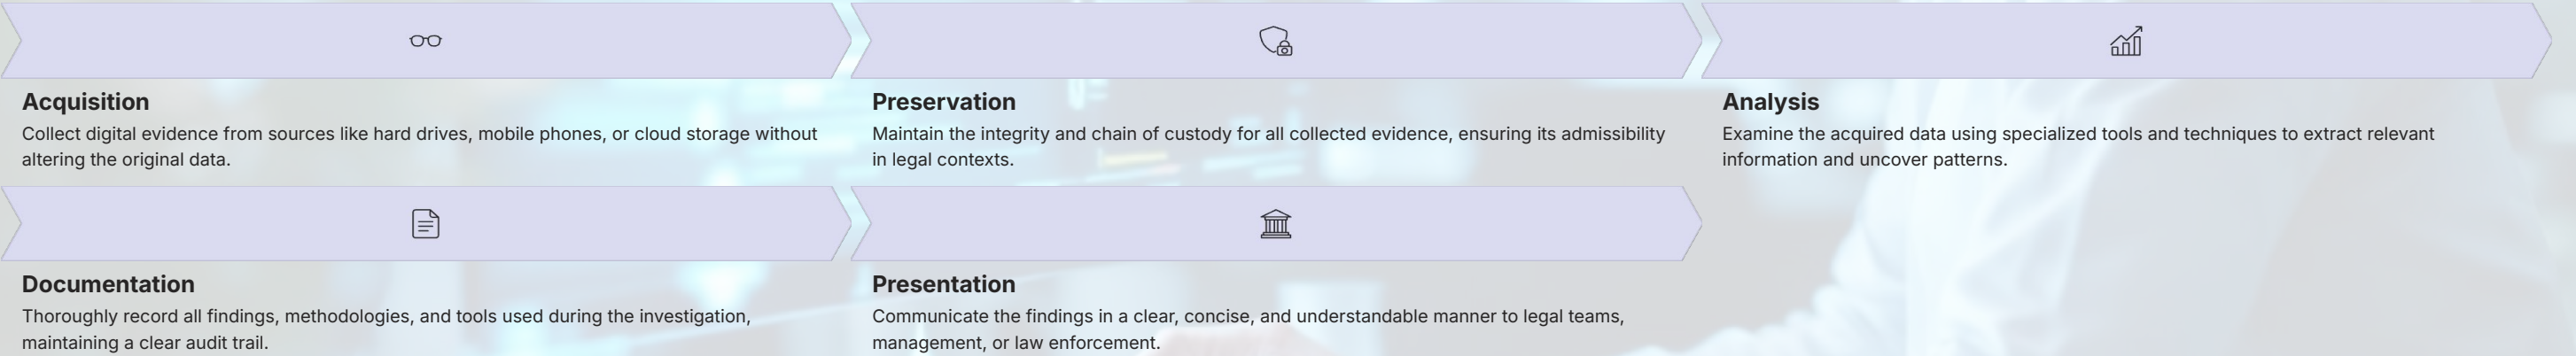 Acquisition
Collect digital evidence from sources like hard drives, mobile phones, or cloud storage without
altering the original data.
Preservation
Maintain the integrity and chain of custody for all collected evidence, ensuring its admissibility
in legal contexts.
Analysis
Examine the acquired data using specialized tools and techniques to extract relevant
information and uncover patterns.
Documentation
Thoroughly record all findings, methodologies, and tools used during the investigation,
maintaining a clear audit trail.
Presentation
Communicate the findings in a clear, concise, and understandable manner to legal teams,
management, or law enforcement.